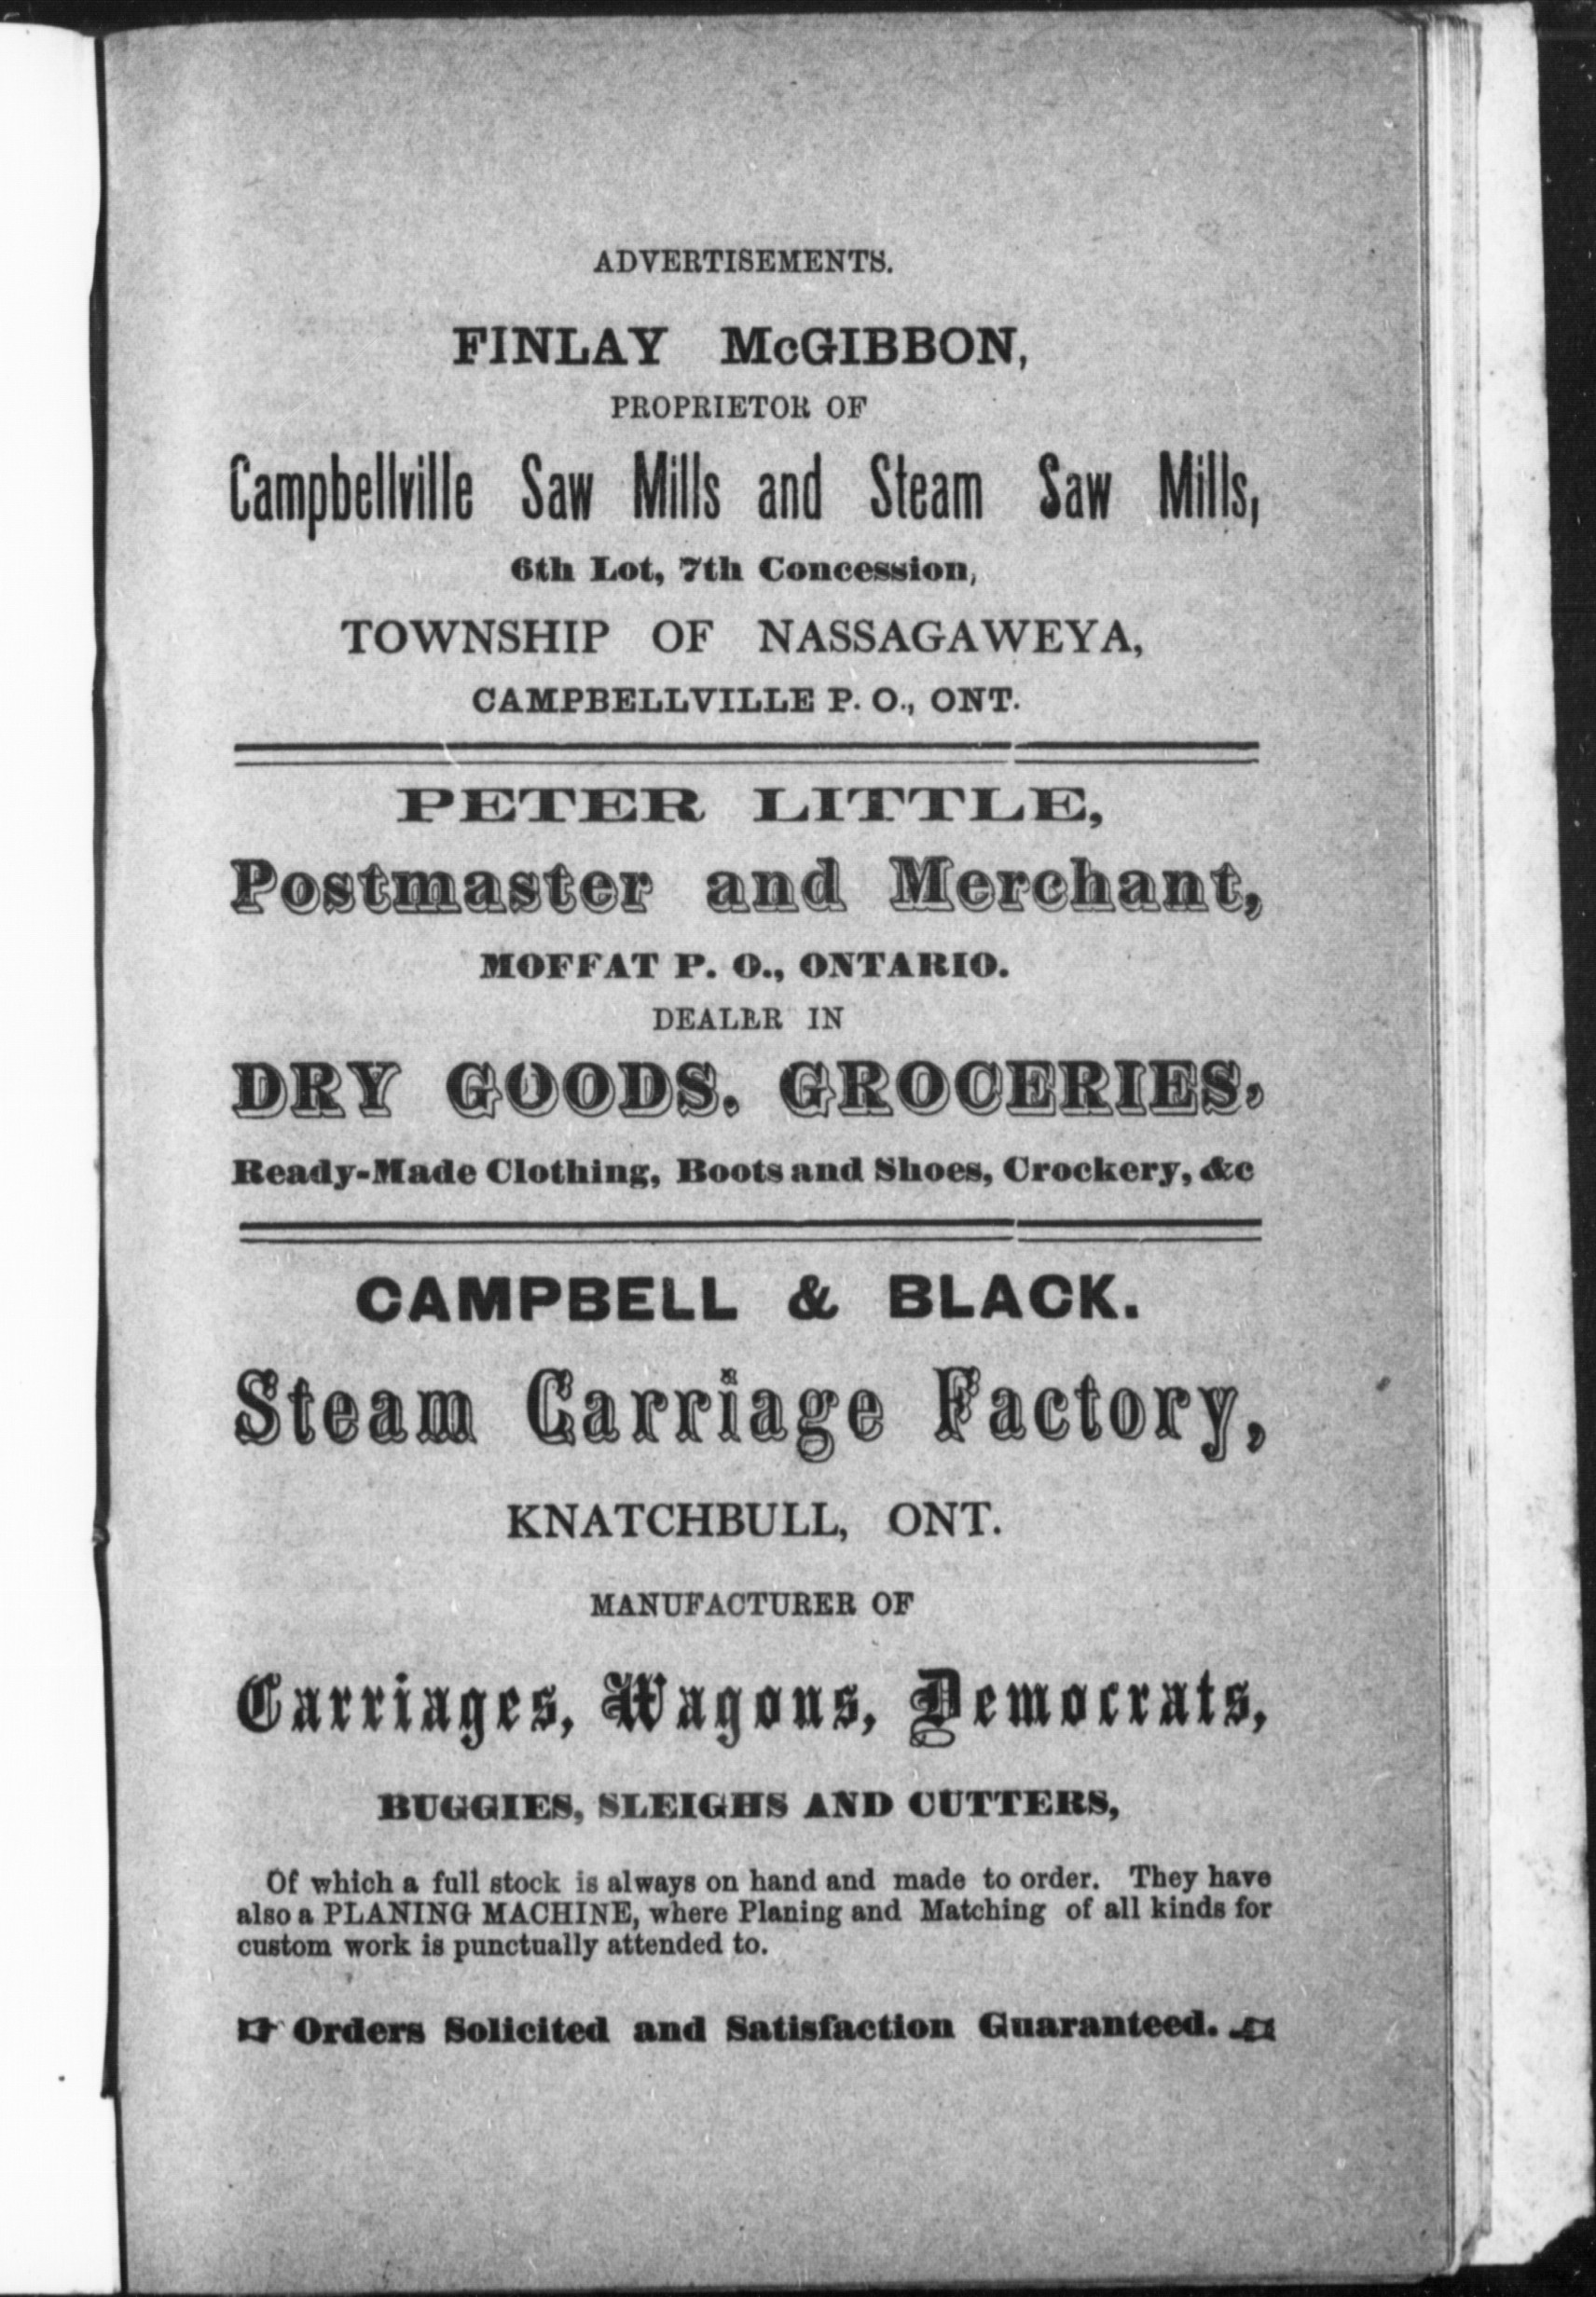 ADVERTISEMENTS.
FINLAY McGIBBON,
PROPRIETOR OF
Campbellville Saw Mills and Steam Saw Mills,
6th Lot, 7th Concession,
TOWNSHIP OF NASSAGAWEYA,
CAMPBELLVILLE P. O., ONT.
PETER LITTLE,
Postmaster and Merchant,
MOFFAT P. O., ONTARIO.
DEALER IN
DRY GOODS. GROCERIES,
Ready-Made Clothing, Boots and Shoes, Crockery, &c
CAMPBELL & BLACK.
Steam Carriage Factory,
KNATCHBULL, ONT.
MANUFACTURER OF
Carriages, Wagons, Democrats,
BUGGIES, SLEIGHS AND CUTTERS,
Of which a full stock is always on hand and made to order. They have
also a PLANING MACHINE, where Planing and Matching of all kinds for
custom work is punctually attended to.
☞ Orders Solicited and Satisfaction Guaranteed. ☜